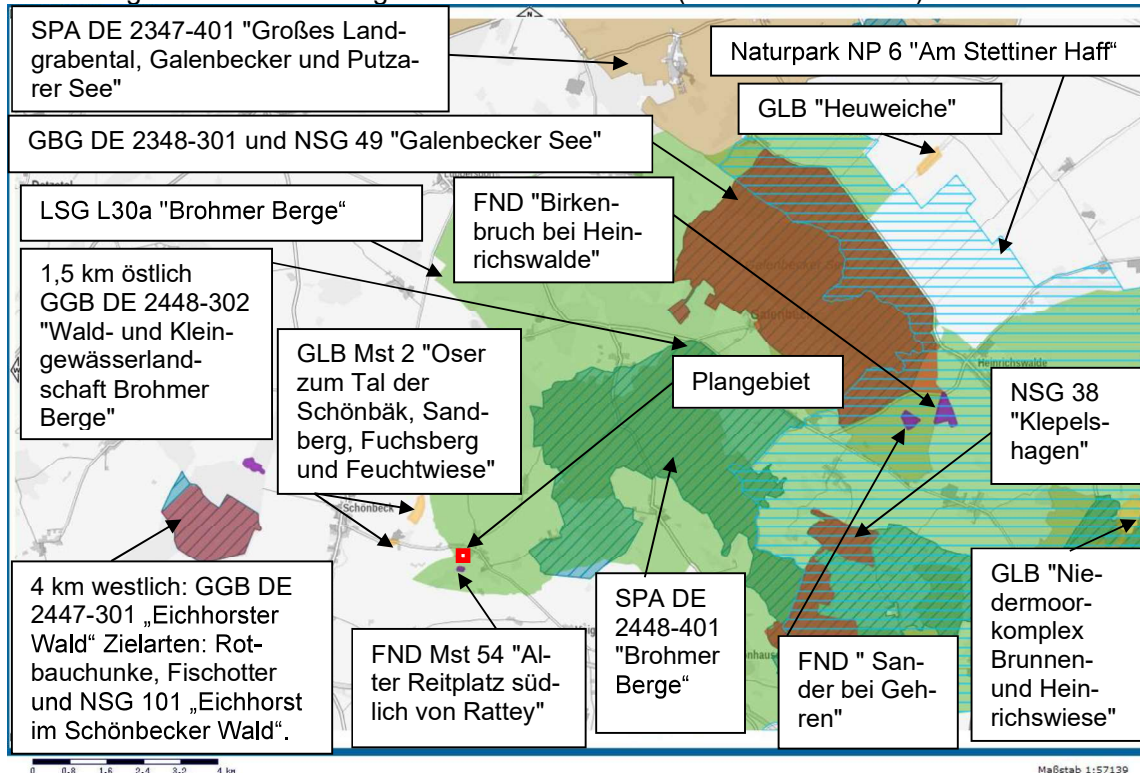 SPA DE 2347-401 "Großes Land-
grabental, Galenbecker und Putza-
rer See"
Naturpark NP 6 "Am Stettiner Haff“
GLB "Heuweiche"
GBG DE 2348-301 und NSG 49 "Galenbecker See"
LSG L30a "Brohmer Berge“
FND "Birken-
bruch bei Hein-
richswalde"
1,5 km östlich
GGB DE 2448-302
"Wald- und Klein-
gewässerland-
schaft Brohmer
Berge"
GLB Mst 2 "Oser
zum Tal der
Schönbäk, Sand-
berg, Fuchsberg
und Feuchtwiese"
Plangebiet
Galenbeck
Heinrichswalde
NSG 38
"Klepels-
hagen"
Schönbeck
4 km westlich: GGB DE
2447-301 „Eichhorster
Wald“ Zielarten: Rot-
bauchunke, Fischotter
und NSG 101 „Eichhorst
im Schönbecker Wald“.
FND Mst 54 "Al-
ter Reitplatz süd-
lich von Rattey"
SPA DE
2448-401
"Brohmer
Berge“
FND " San-
der bei Geh-
ren"
GLB "Nie-
dermoor-
komplex
Brunnen-
und Hein-
richswiese"
0 0,8 1,6 2,4 3,2 4 km
Maßstab 1:57139